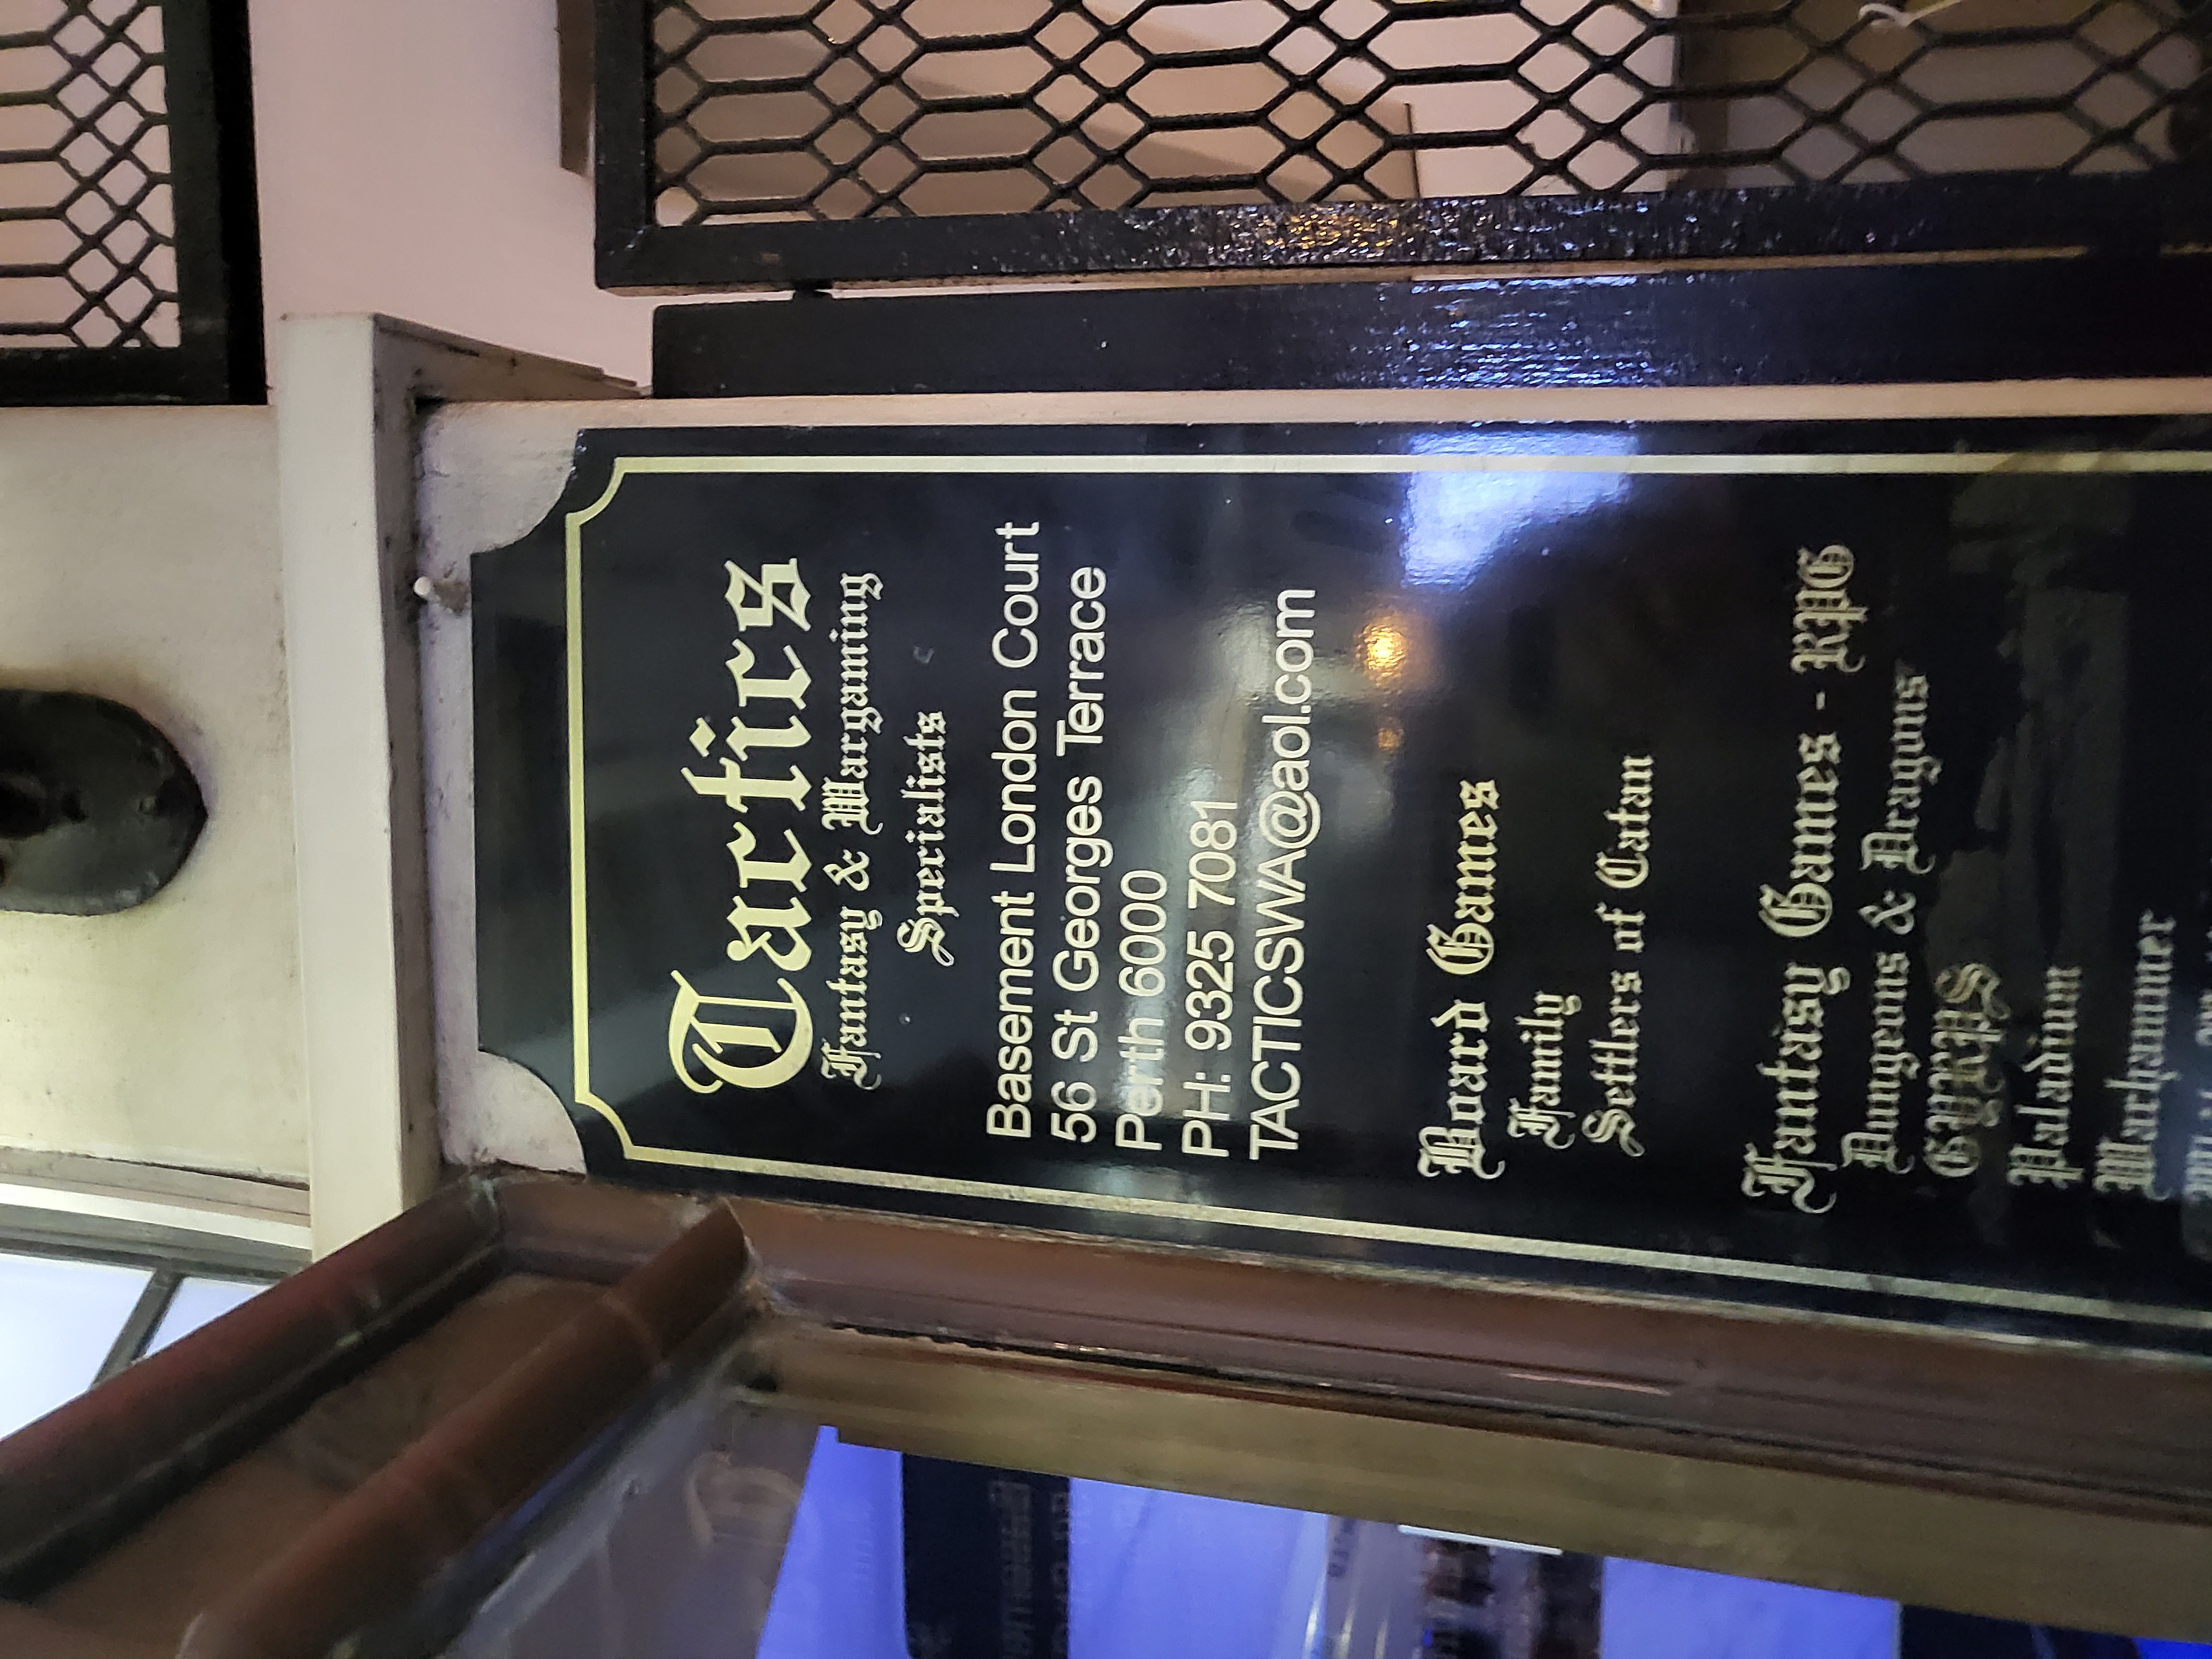 Tactics
Fantasy & Wargaming
Specialists
Basement London Court
56 St Georges Terrace
Perth 6000
PH: 9325 7081
TACTICSWA@aol.com
Board Games
Family
Settlers of Catan
Fantasy Games - RPG
Dungeons & Dragons
GYRPS
Paladium
Warhammer